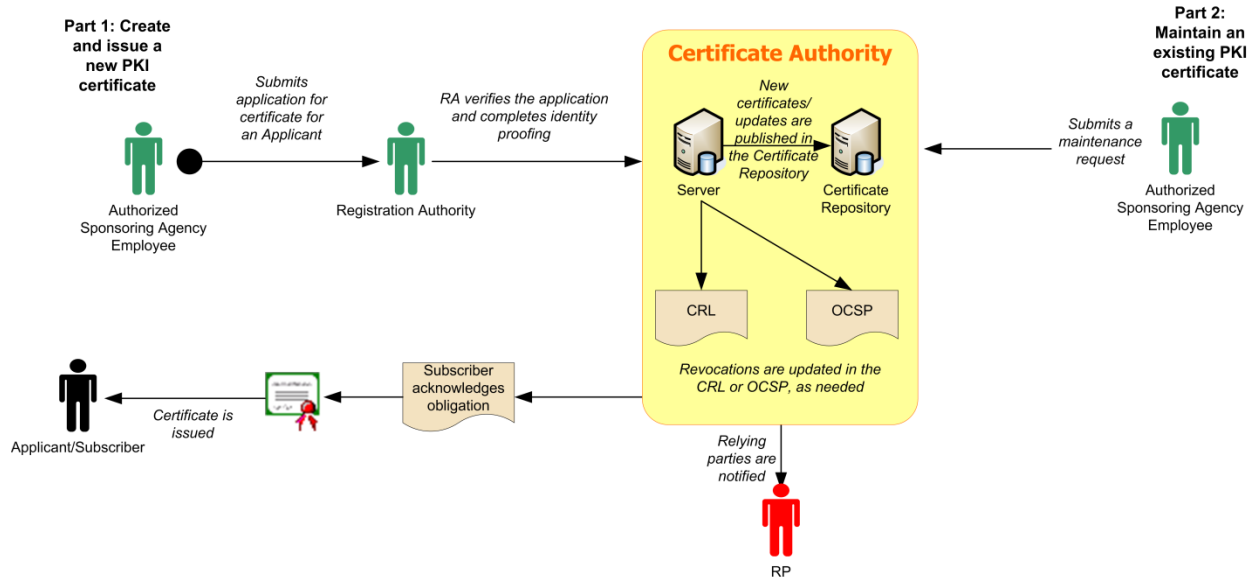 Part 1: Create
and issue a
new PKI
certificate
Submits
application for
certificate for
an Applicant
Authorized
Sponsoring Agency
Employee
RA verifies the application
and completes identity
proofing
Registration Authority
Certificate Authority
New
certificates/
updates are
published in
the Certificate
Repository
Server
Certificate
Repository
CRL
OCSP
Revocations are updated in the
CRL or OCSP, as needed
Part 2:
Maintain an
existing PKI
certificate
Submits a
maintenance
request
Authorized
Sponsoring Agency
Employee
Subscriber
acknowledges
obligation
Certificate is
issued
Applicant/Subscriber
Relying
parties are
notified
RP